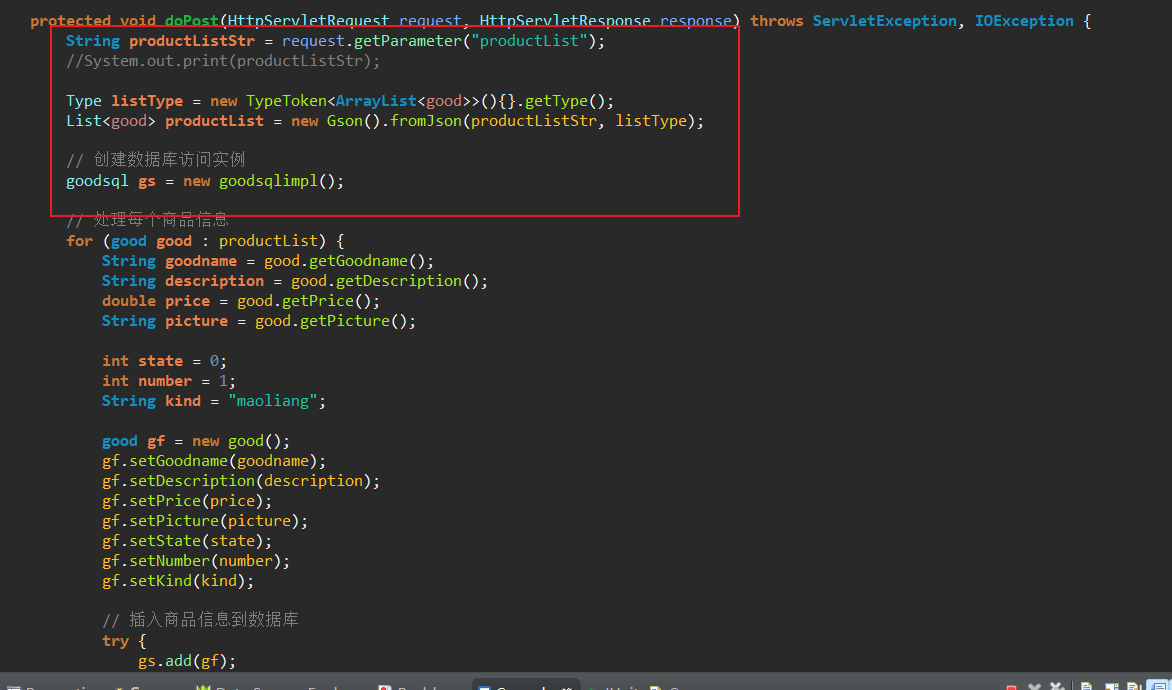 protected void doPost(HttpServletRequest request, HttpServletResponse response) throws ServletException, IOException {
String productListStr = request.getParameter("productList");
//System.out.print(productListStr);
Type listType = new TypeToken<ArrayList<good>>(){}.getType();
List<good> productList = new Gson().fromJson(productListStr, listType);
// 创建数据库访问实例
goodsql gs = new goodsqlimpl();
// 处理每个商品信息
for (good good : productList) {
String goodname = good.getGoodname();
String description = good.getDescription();
double price = good.getPrice();
String picture = good.getPicture();
int state = 0;
int number = 1;
String kind = "maoliang";
good gf = new good();
gf.setGoodname(goodname);
gf.setDescription(description);
gf.setPrice(price);
gf.setPicture(picture);
gf.setState(state);
gf.setNumber(number);
gf.setKind(kind);
// 插入商品信息到数据库
try {
gs.add(gf);